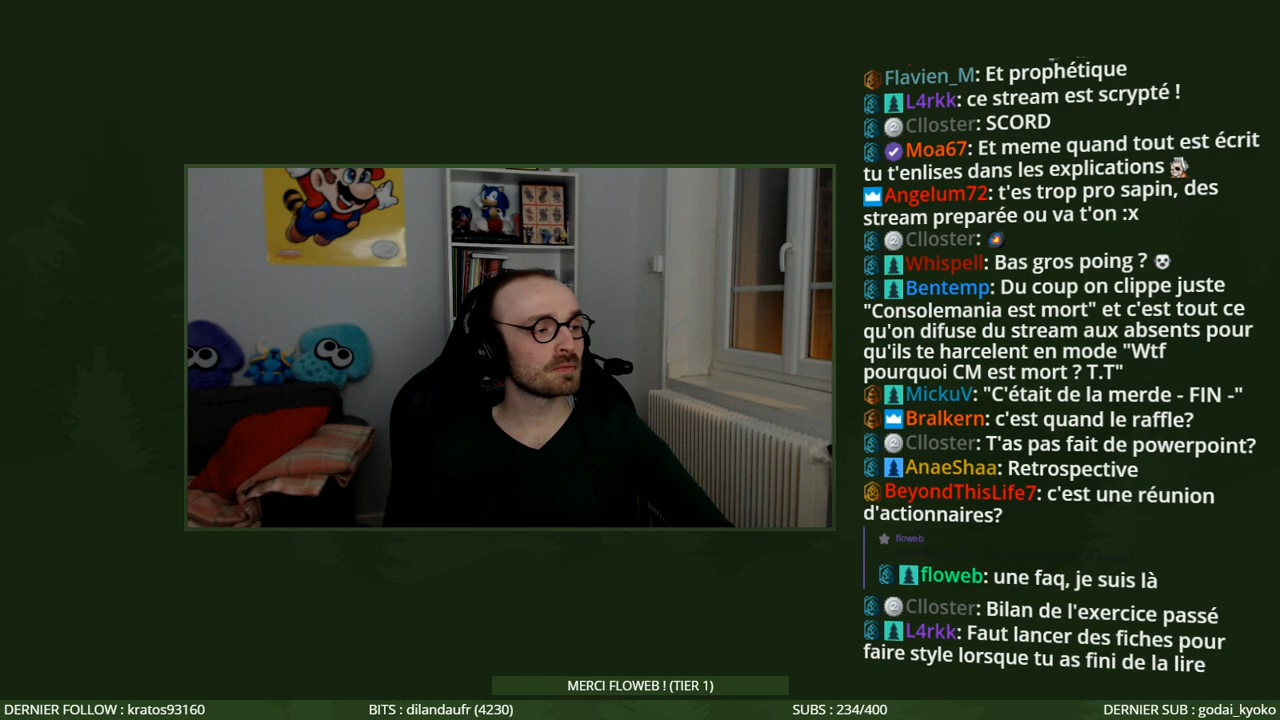 Flavien_M: Et prophétique
L4rkk: ce stream est scrypté !
Clloster: SCORD
Moa67: Et meme quand tout est écrit
tu t'enlises dans les explications
Angelum72: t'es trop pro sapin, des
stream preparée ou va t'on :x
Clloster:
Whispell: Bas gros poing ?
Bentemp: Du coup on clippe juste
"Consolemania est mort" et c'est tout ce
qu'on difuse du stream aux absents pour
qu'ils te harcelent en mode "Wtf
pourquoi CM est mort ? T.T"
MickuV: "C'était de la merde - FIN -"
Bralkern: c'est quand le raffle?
Clloster: T'as pas fait de powerpoint?
AnaeShaa: Retrospective
BeyondThisLife7: c'est une réunion
d'actionnaires?
floweb
floweb: une faq, je suis là
Clloster: Bilan de l'exercice passé
L4rkk: Faut lancer des fiches pour
faire style lorsque tu as fini de la lire
MERCI FLOWEB ! (TIER 1)
DERNIER FOLLOW : kratos93160
BITS : dilandaufr (4230)
SUBS : 234/400
DERNIER SUB : godai_kyoko